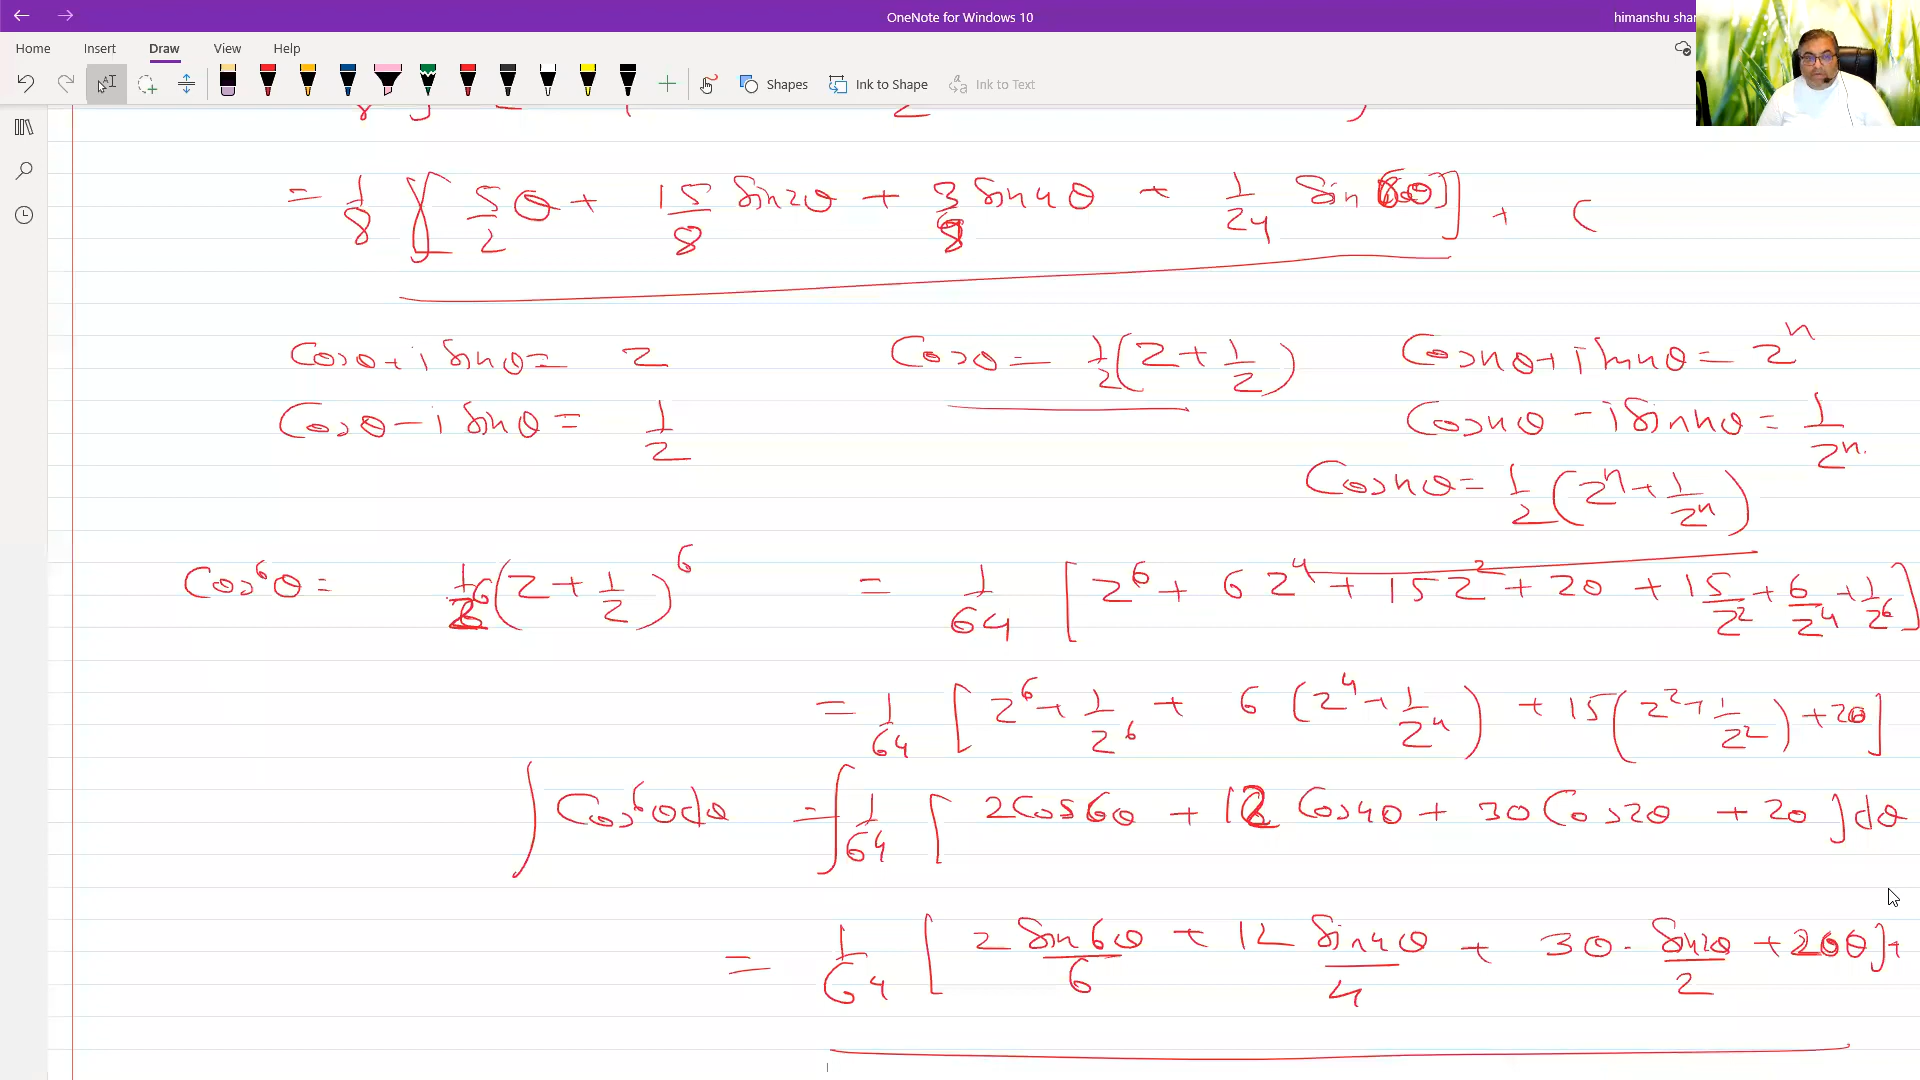 OneNote for Windows 10
himanshu shar
Home Insert Draw View Help
Shapes Ink to Shape Ink to Text
= 1/8 [ 5/2 θ + 15/8 sin2θ + 3/8 sin4θ + 1/24 sin6θ ] + C
Cosθ + i sinθ = z Cosθ = 1/2 (z + 1/z) Cosnθ + i sinnθ = z^n
Cosθ - i sinθ = 1/z Cosnθ - i sinnθ = 1/z^n
Cosnθ = 1/2 (z^n + 1/z^n)
Cos^6θ = 1/2^6 (z + 1/z)^6 = 1/64 [ z^6 + 6z^4 + 15z^2 + 20 + 15/z^2 + 6/z^4 + 1/z^6 ]
= 1/64 [ z^6 + 1/z^6 + 6 (z^4 + 1/z^4) + 15 (z^2 + 1/z^2) + 20 ]
∫ Cos^6θ dθ = ∫ 1/64 [ 2Cos6θ + 12 Cos4θ + 30 Cos2θ + 20 ] dθ
= 1/64 [ 2 sin6θ/6 + 12 sin4θ/4 + 30 · sin2θ/2 + 20θ ] +